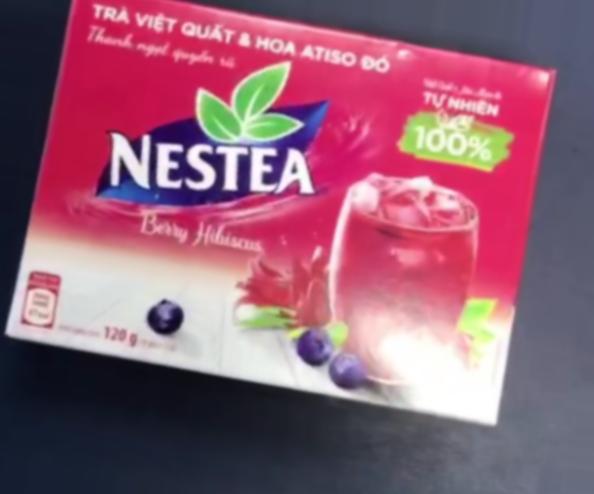 TRÀ VIỆT QUẤT & HOA ATISO ĐỎ
Thanh ngọt quyến rũ
TỰ NHIÊN
100%
NESTEA
Berry Hibiscus
120 g